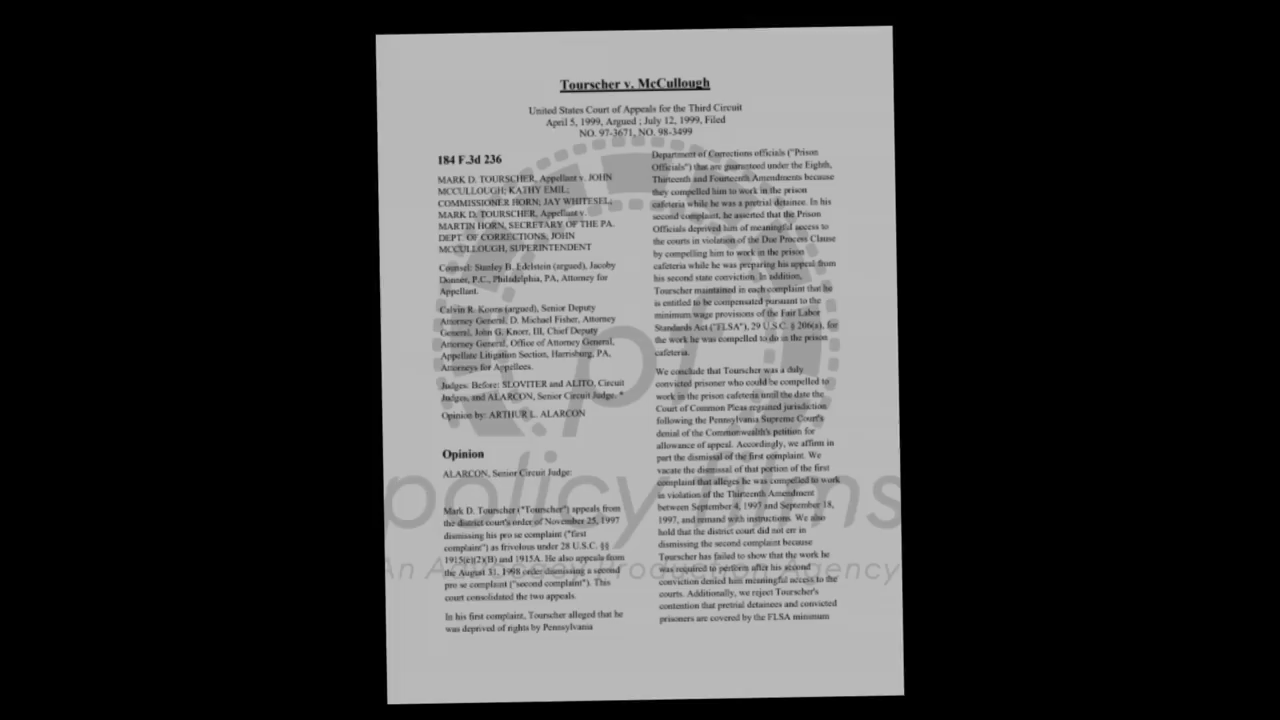 Tourscher v. McCullough
United States Court of Appeals for the Third Circuit
April 5, 1999, Argued ; July 12, 1999, Filed
NO. 97-3671, NO. 98-3499
184 F.3d 236
MARK D. TOURSCHER, Appellant v. JOHN
MCCULLOUGH; KATHY EMIL;
COMMISSIONER HORN; JAY WHITESEL;
MARK D. TOURSCHER, Appellant v.
MARTIN HORN, SECRETARY OF THE PA.
DEPT. OF CORRECTIONS, JOHN
MCCULLOUGH, SUPERINTENDENT
Counsel: Stanley B. Edelstein (argued), Jacoby
Donner, P.C., Philadelphia, PA, Attorney for
Appellant.
Calvin R. Koons (argued), Senior Deputy
Attorney General, D. Michael Fisher, Attorney
General, John G. Knorr, III, Chief Deputy
Attorney General, Office of Attorney General,
Appellate Litigation Section, Harrisburg, PA,
Attorneys for Appellees.
Judges: Before: SLOVITER and ALITO, Circuit
Judges, and ALARCON, Senior Circuit Judge. *
Opinion by: ARTHUR L. ALARCON
Opinion
ALARCON, Senior Circuit Judge:
Mark D. Tourscher ("Tourscher") appeals from
the district court's order of November 25, 1997
dismissing his pro se complaint ("first
complaint") as frivolous under 28 U.S.C. §§
1915(e)(2)(B) and 1915A. He also appeals from
the August 31, 1998 order dismissing a second
pro se complaint ("second complaint"). This
court consolidated the two appeals.
In his first complaint, Tourscher alleged that he
was deprived of rights by Pennsylvania
Department of Corrections officials ("Prison
Officials") that are guaranteed under the Eighth,
Thirteenth and Fourteenth Amendments because
they compelled him to work in the prison
cafeteria while he was a pretrial detainee. In his
second complaint, he asserted that the Prison
Officials deprived him of meaningful access to
the courts in violation of the Due Process Clause
by compelling him to work in the prison
cafeteria while he was preparing his appeal from
his second state conviction. In addition,
Tourscher maintained in each complaint that he
is entitled to be compensated pursuant to the
minimum wage provisions of the Fair Labor
Standards Act ("FLSA"), 29 U.S.C. § 206(a), for
the work he was compelled to do in the prison
cafeteria.
We conclude that Tourscher was a duly
convicted prisoner who could be compelled to
work in the prison cafeteria until the date the
Court of Common Pleas regained jurisdiction
following the Pennsylvania Supreme Court's
denial of the Commonwealth's petition for
allowance of appeal. Accordingly, we affirm in
part the dismissal of the first complaint. We
vacate the dismissal of that portion of the first
complaint that alleges he was compelled to work
in violation of the Thirteenth Amendment
between September 4, 1997 and September 18,
1997, and remand with instructions. We also
hold that the district court did not err in
dismissing the second complaint because
Tourscher has failed to show that the work he
was required to perform after his second
conviction denied him meaningful access to the
courts. Additionally, we reject Tourscher's
contention that pretrial detainees and convicted
prisoners are covered by the FLSA minimum
pf
policy films
Agency